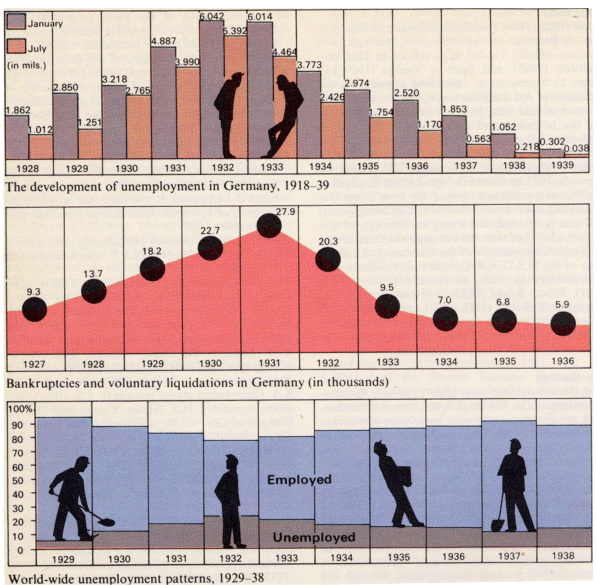 January
July
(in mils.)
1.862
1.012
2.850
1.251
3.218
2.765
4.887
3.990
6.042
5.392
6.014
4.464
3.773
2.426
2.974
1.754
2.520
1.170
1.853
0.563
1.052
0.218
0.302
0.038
1928 1929 1930 1931 1932 1933 1934 1935 1936 1937 1938 1939
The development of unemployment in Germany, 1918–39
9.3 13.7 18.2 22.7 27.9 20.3 9.5 7.0 6.8 5.9
1927 1928 1929 1930 1931 1932 1933 1934 1935 1936
Bankruptcies and voluntary liquidations in Germany (in thousands)
100%
90
80
70
60
50
40
30
20
10
0
Employed
Unemployed
1929 1930 1931 1932 1933 1934 1935 1936 1937 1938
World-wide unemployment patterns, 1929–38